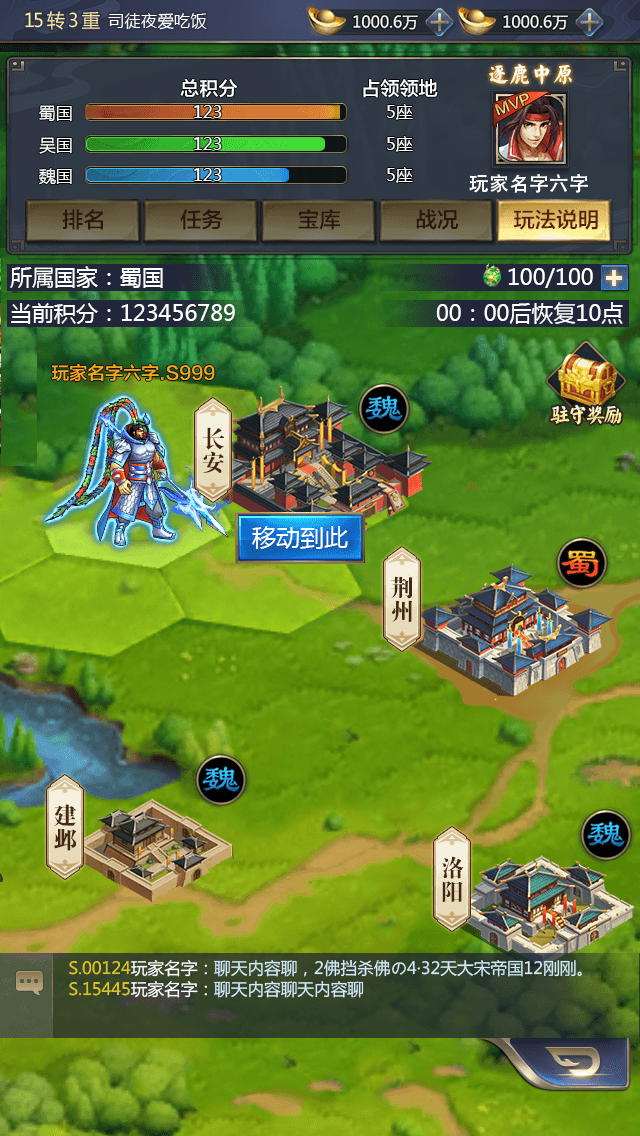 15转3重 司徒夜爱吃饭 1000.6万 1000.6万
逐鹿中原
总积分 占领领地
MVP
蜀国 123 5座
吴国 123 5座
魏国 123 5座
玩家名字六字
排名 任务 宝库 战况 玩法说明
所属国家：蜀国 100/100
当前积分：123456789 00：00后恢复10点
玩家名字六字.S999
驻守奖励
魏
长安
移动到此
蜀
荆州
魏
建邺
魏
洛阳
S.00124玩家名字：聊天内容聊，2佛挡杀佛の4·32天大宋帝国12刚刚。
S.15445玩家名字：聊天内容聊天内容聊